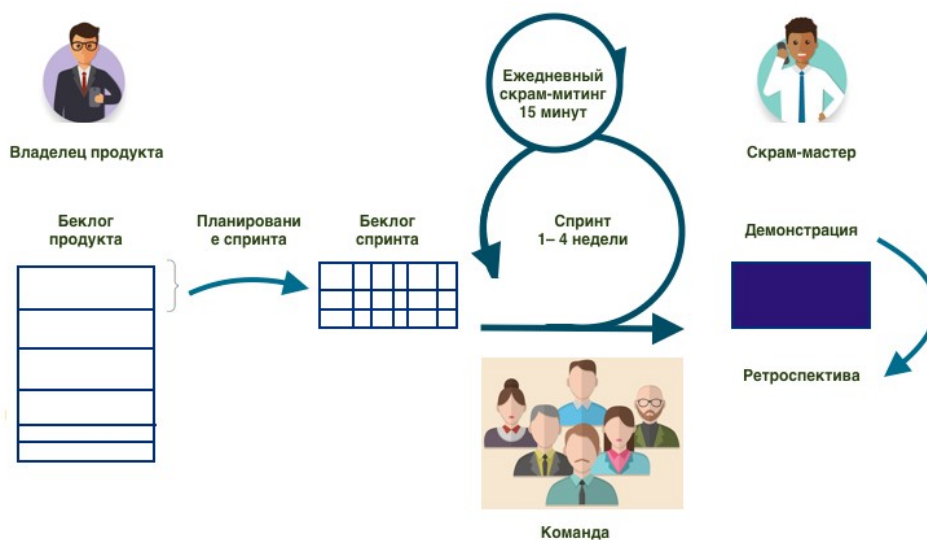 Ежедневный
скрам-митинг
15 минут
Владелец продукта
Скрам-мастер
Беклог
продукта
Планировани
е спринта
Беклог
спринта
Спринт
1– 4 недели
Демонстрация
Ретроспектива
Команда